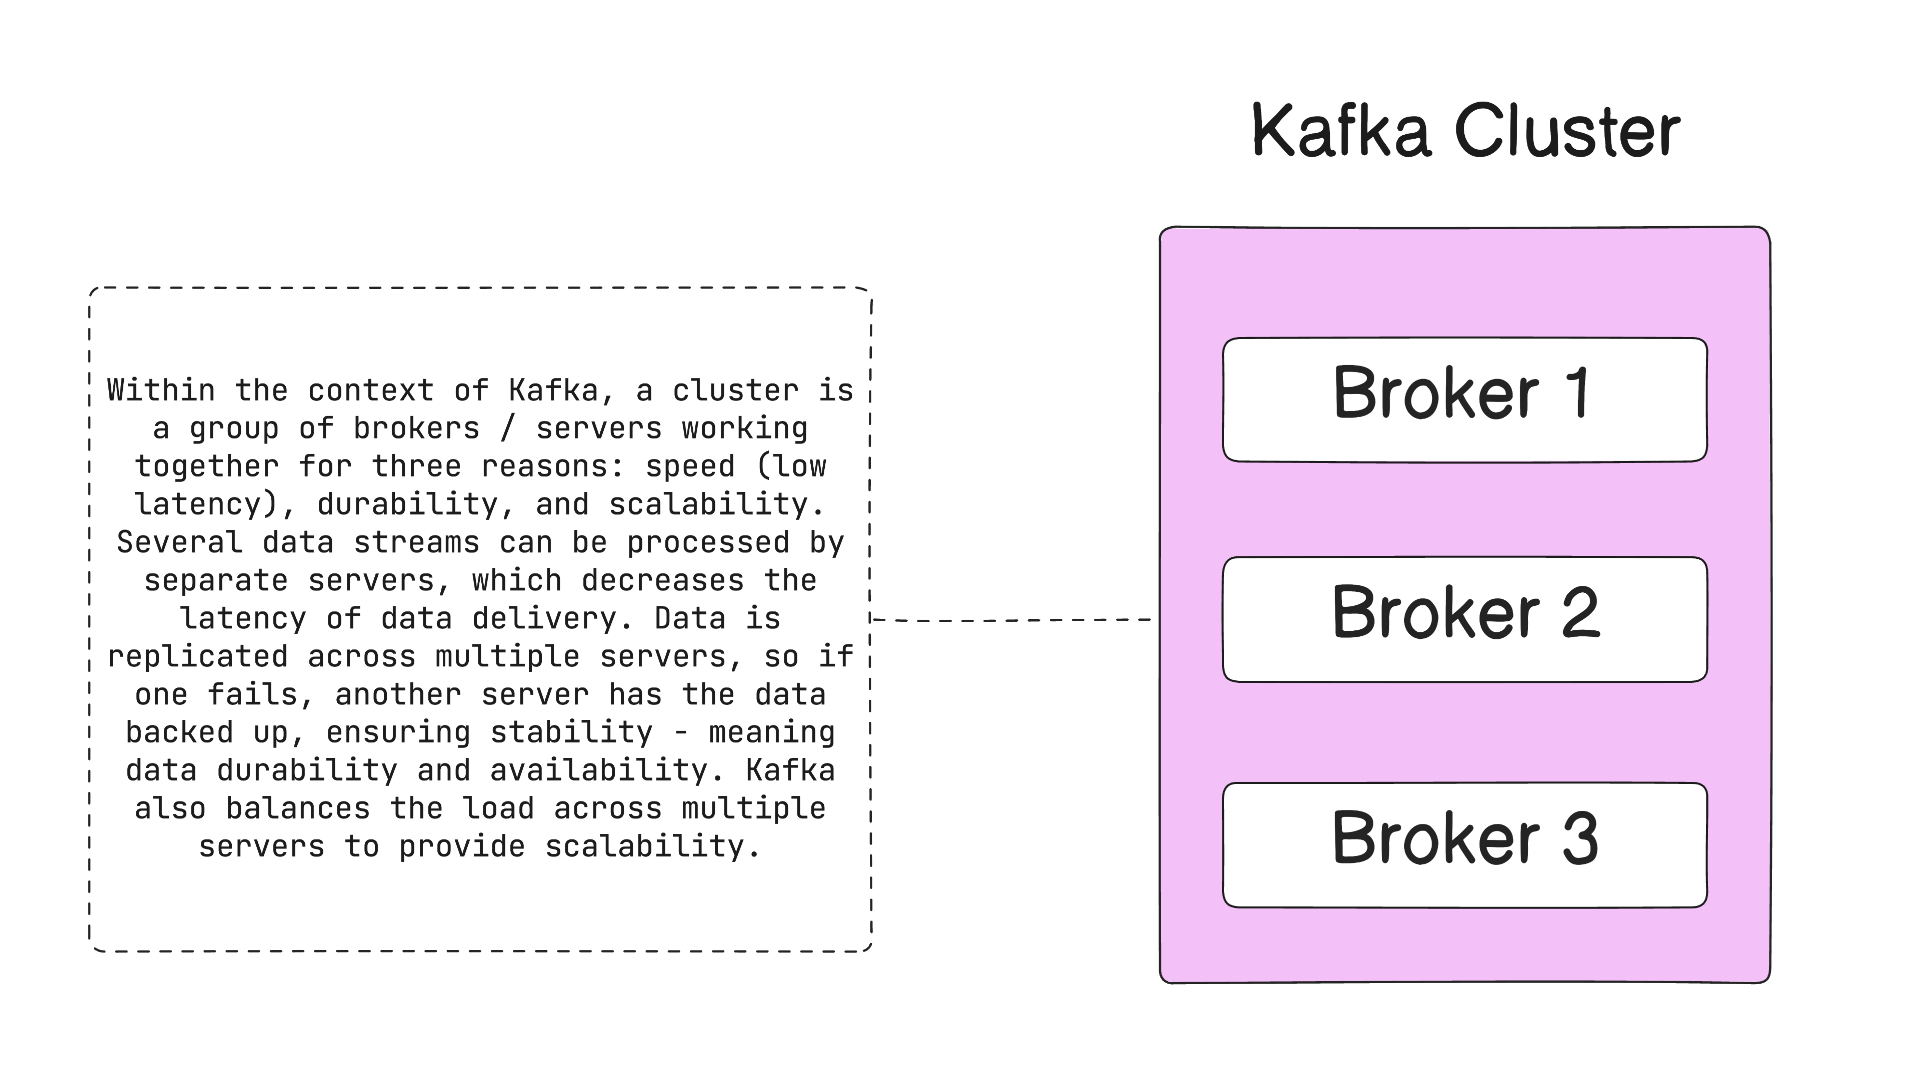 Kafka Cluster
Within the context of Kafka, a cluster is
a group of brokers / servers working
together for three reasons: speed (low
latency), durability, and scalability.
Several data streams can be processed by
separate servers, which decreases the
latency of data delivery. Data is
replicated across multiple servers, so if
one fails, another server has the data
backed up, ensuring stability - meaning
data durability and availability. Kafka
also balances the load across multiple
servers to provide scalability.
Broker 1
Broker 2
Broker 3